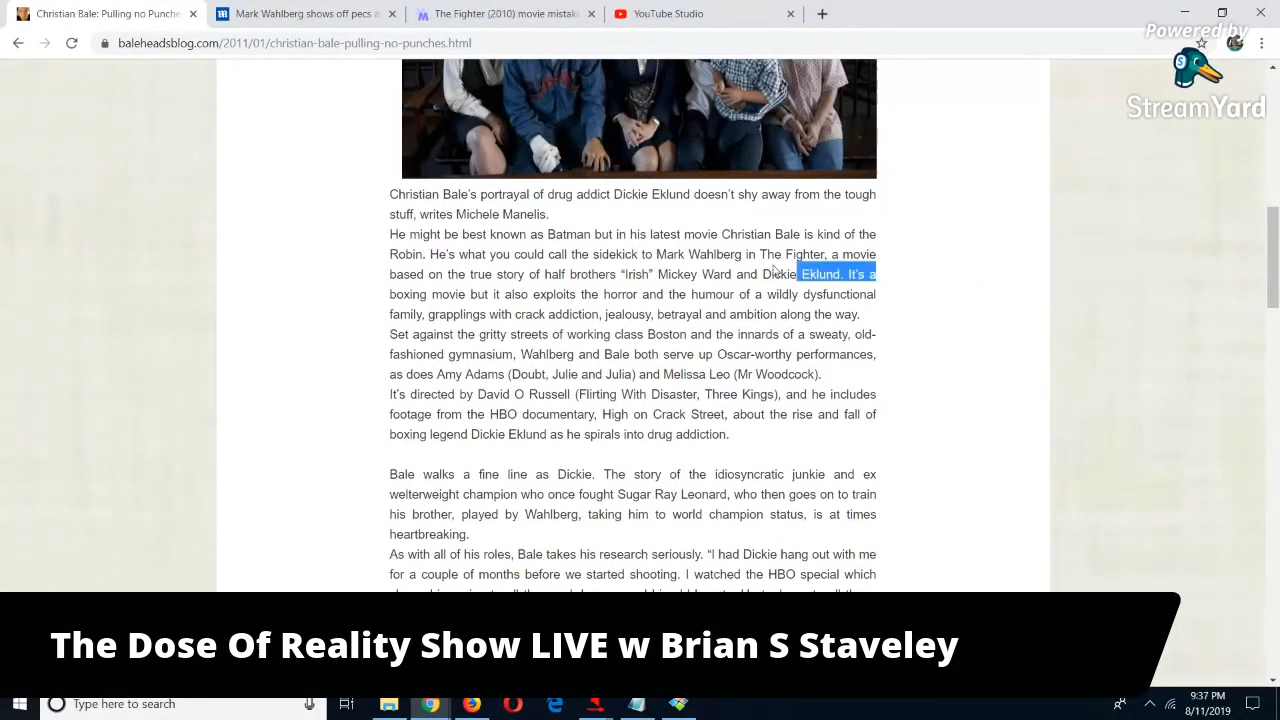 Christian Bale: Pulling no Punche
Mark Wahlberg shows off pecs a
The Fighter (2010) movie mistak
YouTube Studio
baleheadsblog.com/2011/01/christian-bale-pulling-no-punches.html
Powered by
StreamYard
Christian Bale's portrayal of drug addict Dickie Eklund doesn't shy away from the tough
stuff, writes Michele Manelis.
He might be best known as Batman but in his latest movie Christian Bale is kind of the
Robin. He's what you could call the sidekick to Mark Wahlberg in The Fighter, a movie
based on the true story of half brothers “Irish” Mickey Ward and Dickie Eklund. It's a
boxing movie but it also exploits the horror and the humour of a wildly dysfunctional
family, grapplings with crack addiction, jealousy, betrayal and ambition along the way.
Set against the gritty streets of working class Boston and the innards of a sweaty, old-
fashioned gymnasium, Wahlberg and Bale both serve up Oscar-worthy performances,
as does Amy Adams (Doubt, Julie and Julia) and Melissa Leo (Mr Woodcock).
It's directed by David O Russell (Flirting With Disaster, Three Kings), and he includes
footage from the HBO documentary, High on Crack Street, about the rise and fall of
boxing legend Dickie Eklund as he spirals into drug addiction.
Bale walks a fine line as Dickie. The story of the idiosyncratic junkie and ex
welterweight champion who once fought Sugar Ray Leonard, who then goes on to train
his brother, played by Wahlberg, taking him to world champion status, is at times
heartbreaking.
As with all of his roles, Bale takes his research seriously. “I had Dickie hang out with me
for a couple of months before we started shooting. I watched the HBO special which
The Dose Of Reality Show LIVE w Brian S Staveley
Type here to search
9:37 PM
8/11/2019